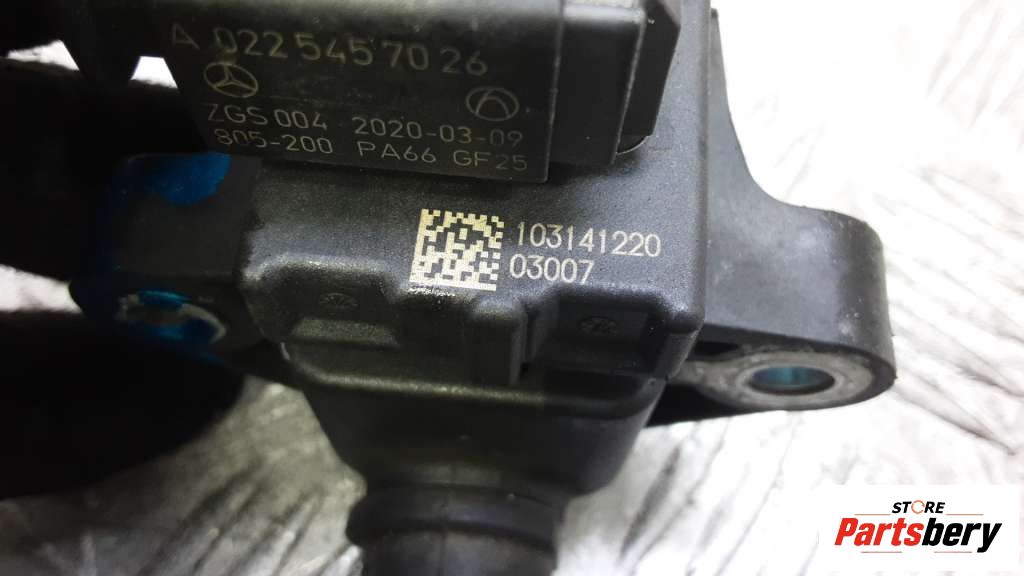 A 022 545 70 26
ZGS 004 2020-03-09
805-200 PA66 GF25
103141220
03007
STORE
Partsbery